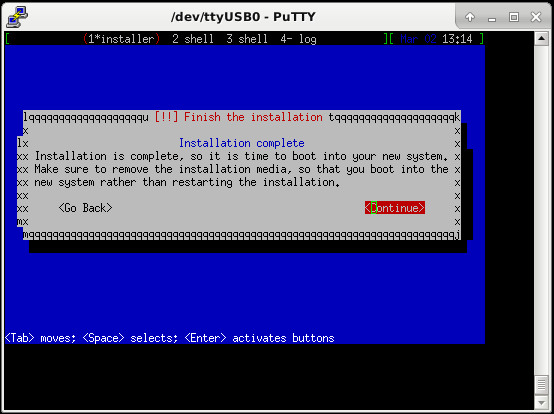 /dev/ttyUSB0 - PuTTY
[ (1*installer) 2 shell 3 shell 4- log ][ Mar 02 13:14 ]
lqqqqqqqqqqqqqqqqqqqu [!!] Finish the installation tqqqqqqqqqqqqqqqqqqqqk
x x
lx Installation complete x
xx x
xx Installation is complete, so it is time to boot into your new system. x
xx Make sure to remove the installation media, so that you boot into the x
xx new system rather than restarting the installation. x
xx x
xx <Go Back> <Continue> x
mx x
mqqqqqqqqqqqqqqqqqqqqqqqqqqqqqqqqqqqqqqqqqqqqqqqqqqqqqqqqqqqqqqqqqqqqqqqj
<Tab> moves; <Space> selects; <Enter> activates buttons